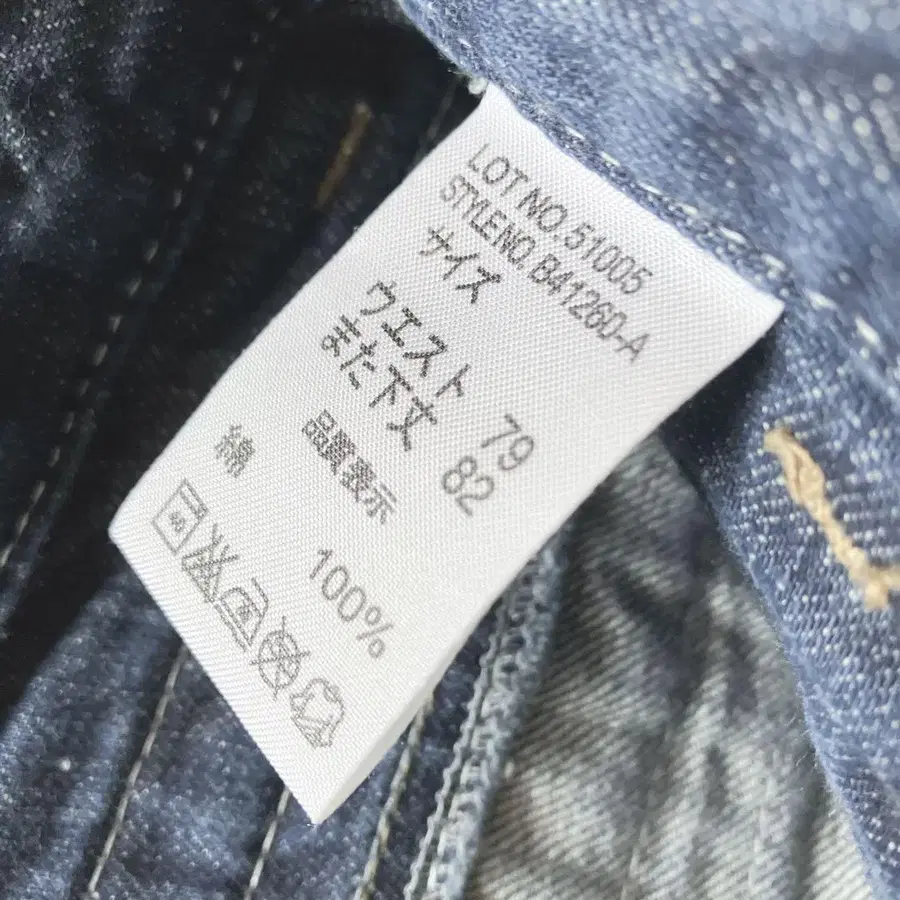 LOT NO.51005
STYLE NO. B41260-A
サイズ
ウエスト 79
また下丈 82
品質表示
綿 100%
40